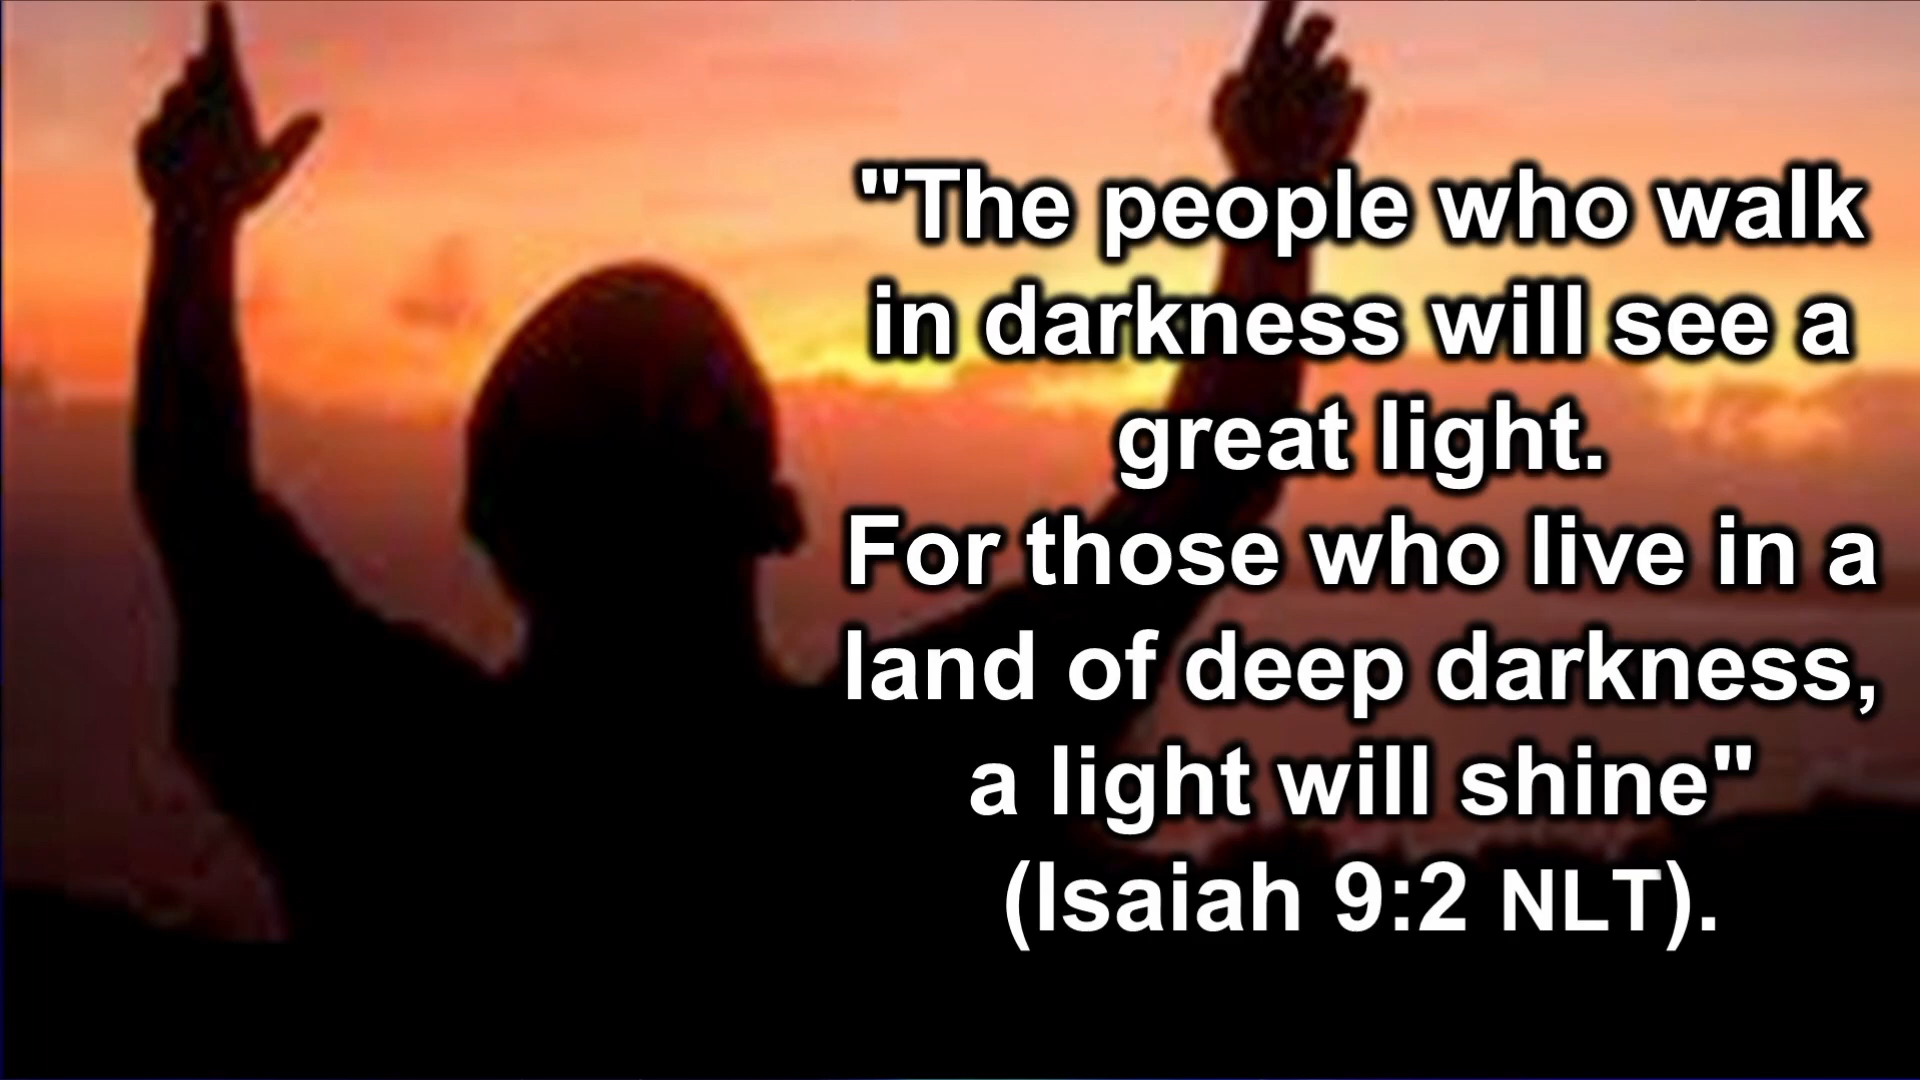 "The people who walk
in darkness will see a
great light.
For those who live in a
land of deep darkness,
a light will shine"
(Isaiah 9:2 NLT).